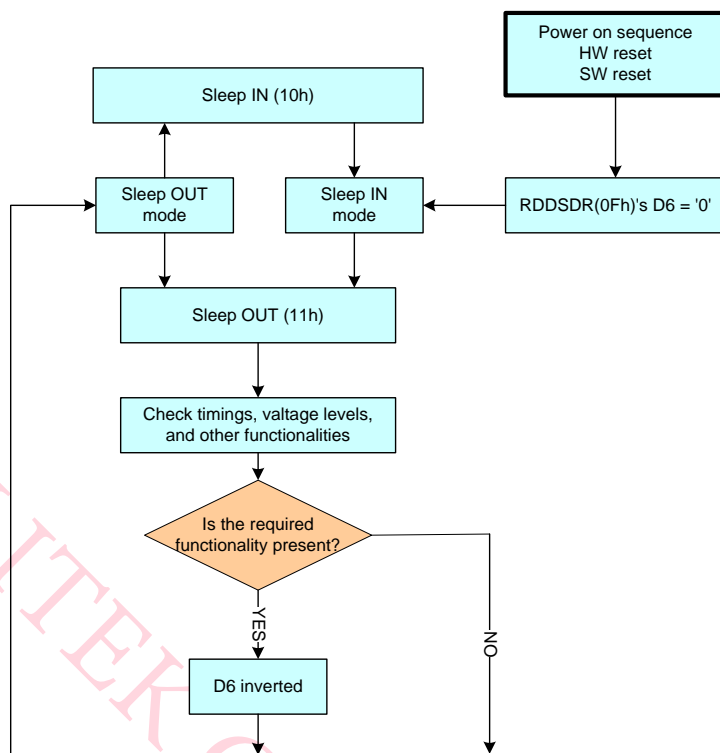 Power on sequence
HW reset
SW reset
Sleep IN (10h)
Sleep OUT
mode
Sleep IN
mode
RDDSDR(0Fh)'s D6 = '0'
Sleep OUT (11h)
Check timings, valtage levels,
and other functionalities
Is the required
functionality present?
YES
NO
D6 inverted